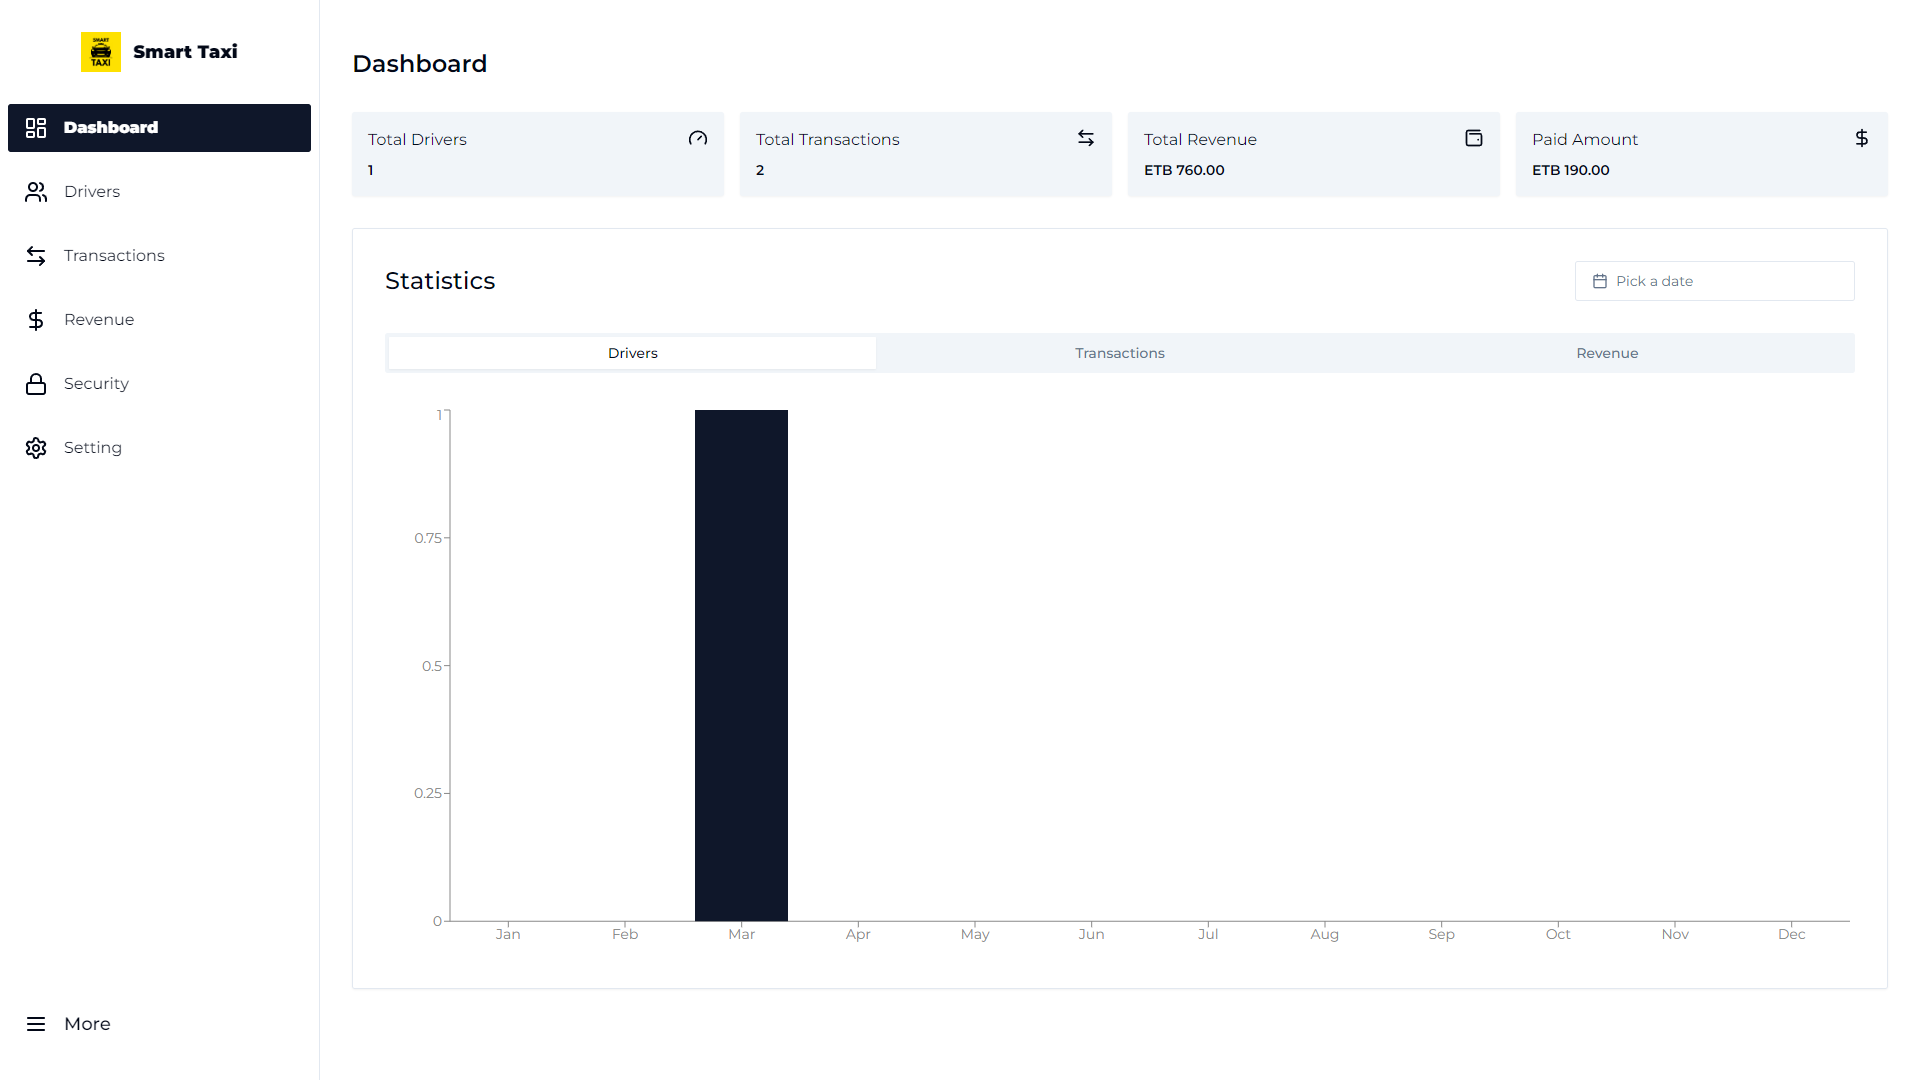 SMART
TAXI
Smart Taxi
Dashboard
Drivers
Transactions
Revenue
Security
Setting
More
Dashboard
Total Drivers
1
Total Transactions
2
Total Revenue
ETB 760.00
Paid Amount
ETB 190.00
Statistics
Pick a date
Drivers Transactions Revenue
1
0.75
0.5
0.25
0
Jan Feb Mar Apr May Jun Jul Aug Sep Oct Nov Dec